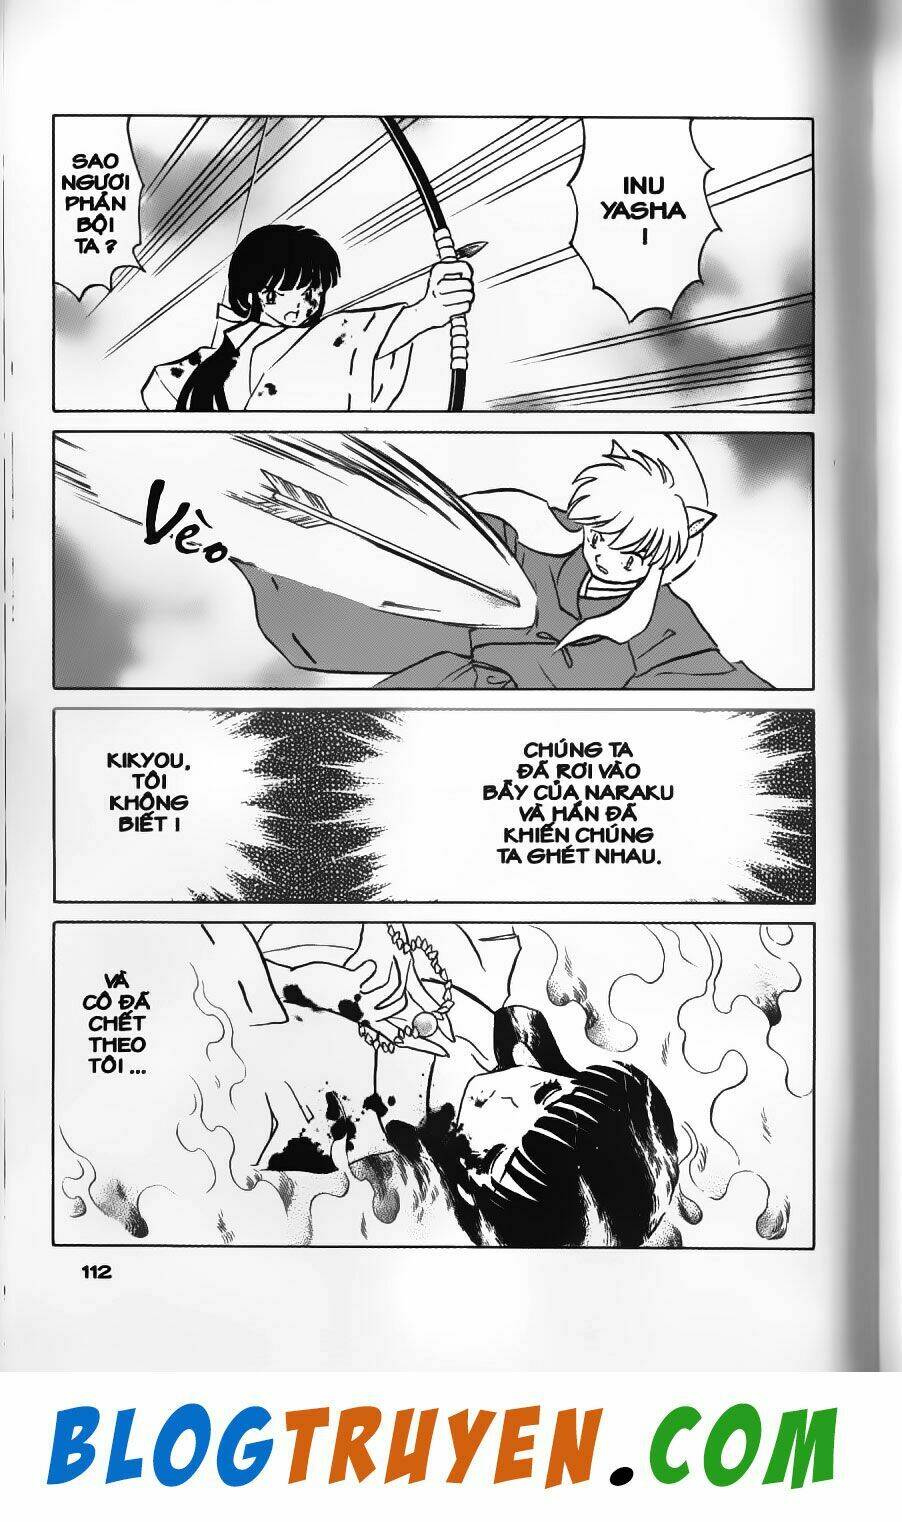 INU
YASHA
!
SAO
NGƯƠI
PHẢN
BỘI
TA ?
Vèo
CHÚNG TA
ĐÃ RƠI VÀO
BẪY CỦA NARAKU
VÀ HẮN ĐÃ
KHIẾN CHÚNG
TA GHÉT NHAU.
KIKYOU,
TÔI
KHÔNG
BIẾT !
VÀ
CÔ ĐÃ
CHẾT
THEO
TÔI ...
112
BLOGTRUYEN.COM